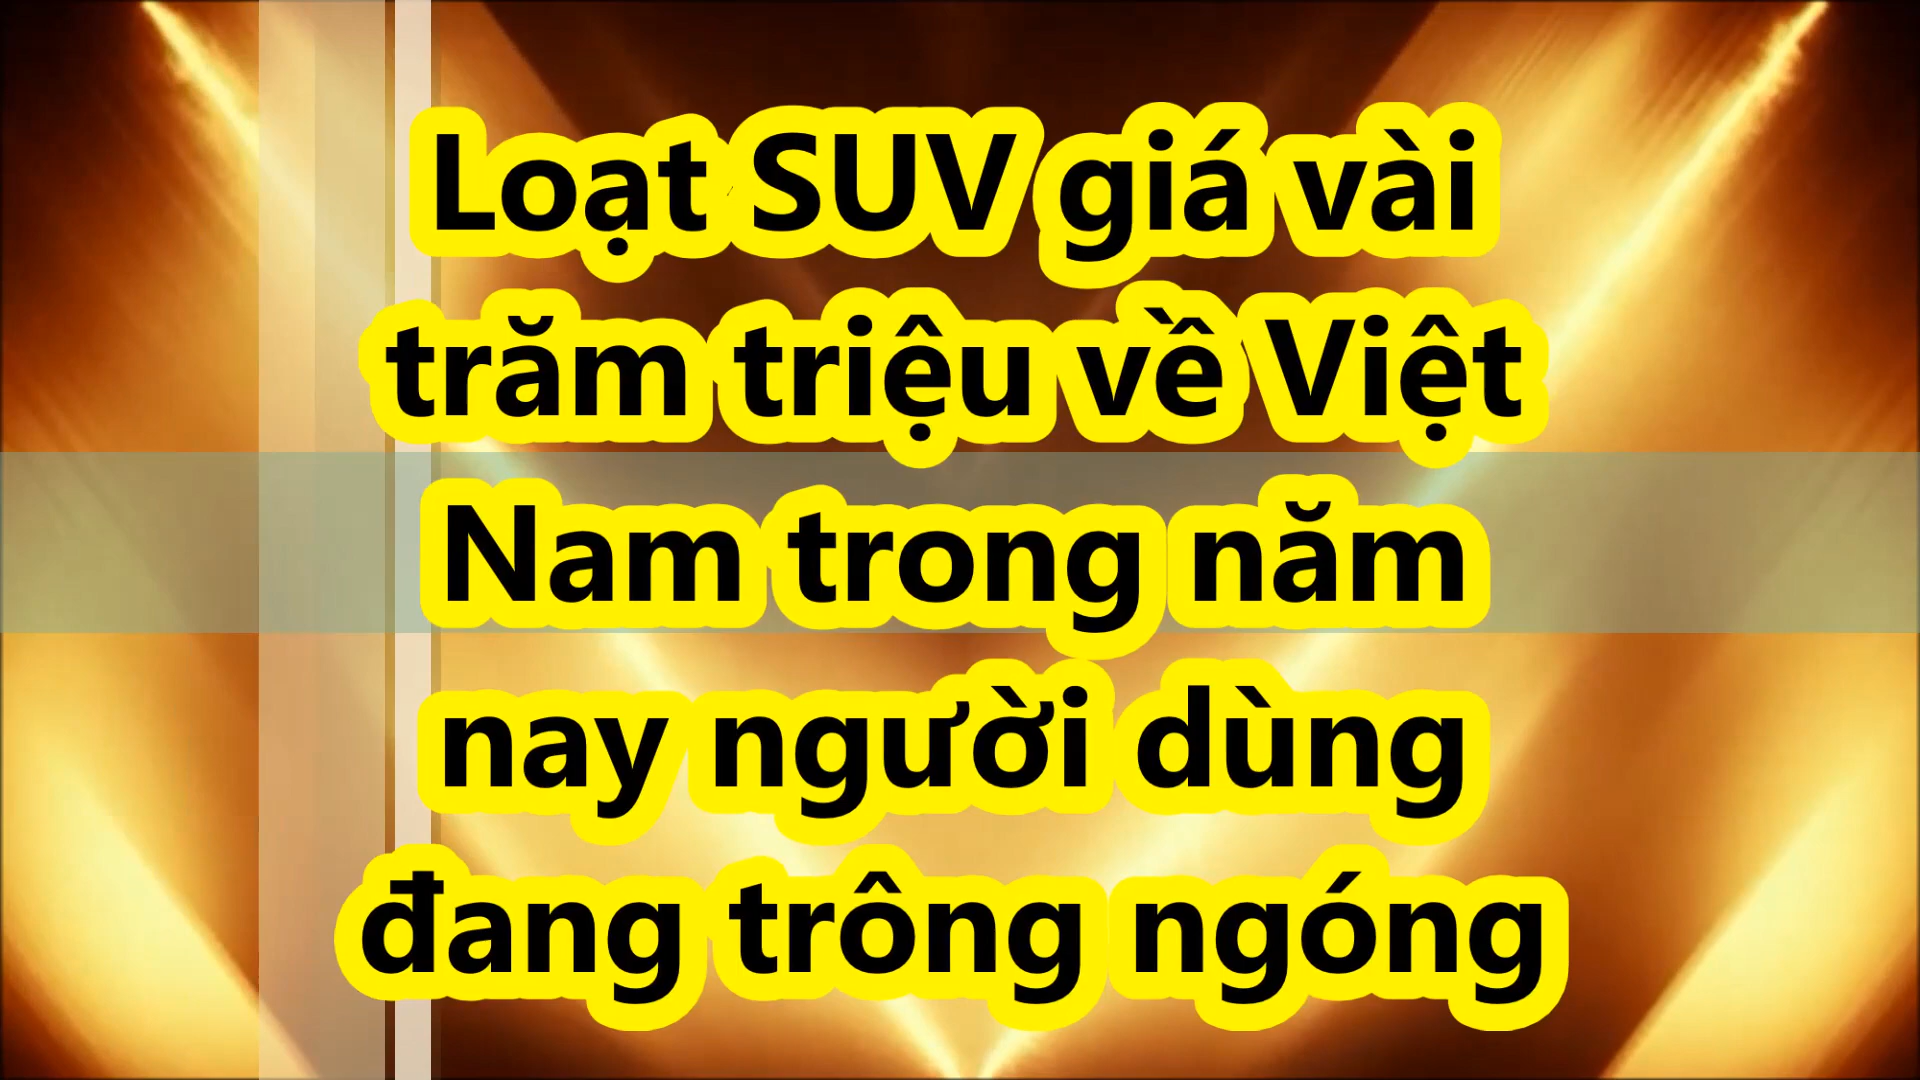 Loạt SUV giá vài
trăm triệu về Việt
Nam trong năm
nay người dùng
đang trông ngóng